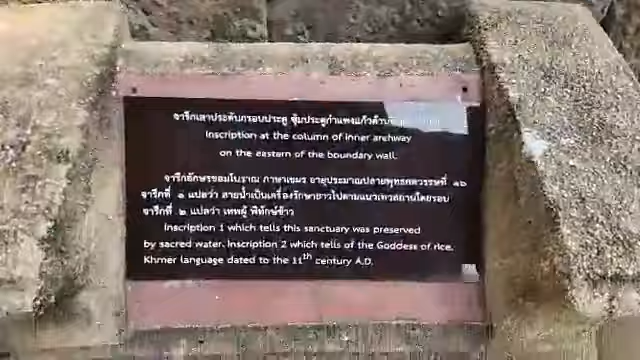 จารึกเสาประดับกรอบประตู ซุ้มประตูกำแพงแก้วด้าน
Inscription at the column of inner archway
on the eastern of the boundary wall.
จารึกอักษรขอมโบราณ ภาษาเขมร อายุประมาณปลายพุทธศตวรรษที่ ๑๖
จารึกที่ ๑ แปลว่า สายน้ำเป็นเครื่องรักษายาวไปตามแนวเทวสถานโดยรอบ
จารึกที่ ๒ แปลว่า เทพผู้ พิทักษ์ข้าว
Inscription 1 which tells this sanctuary was preserved
by sacred water. Inscription 2 which tells of the Goddess of rice.
Khmer language dated to the 11th century A.D.